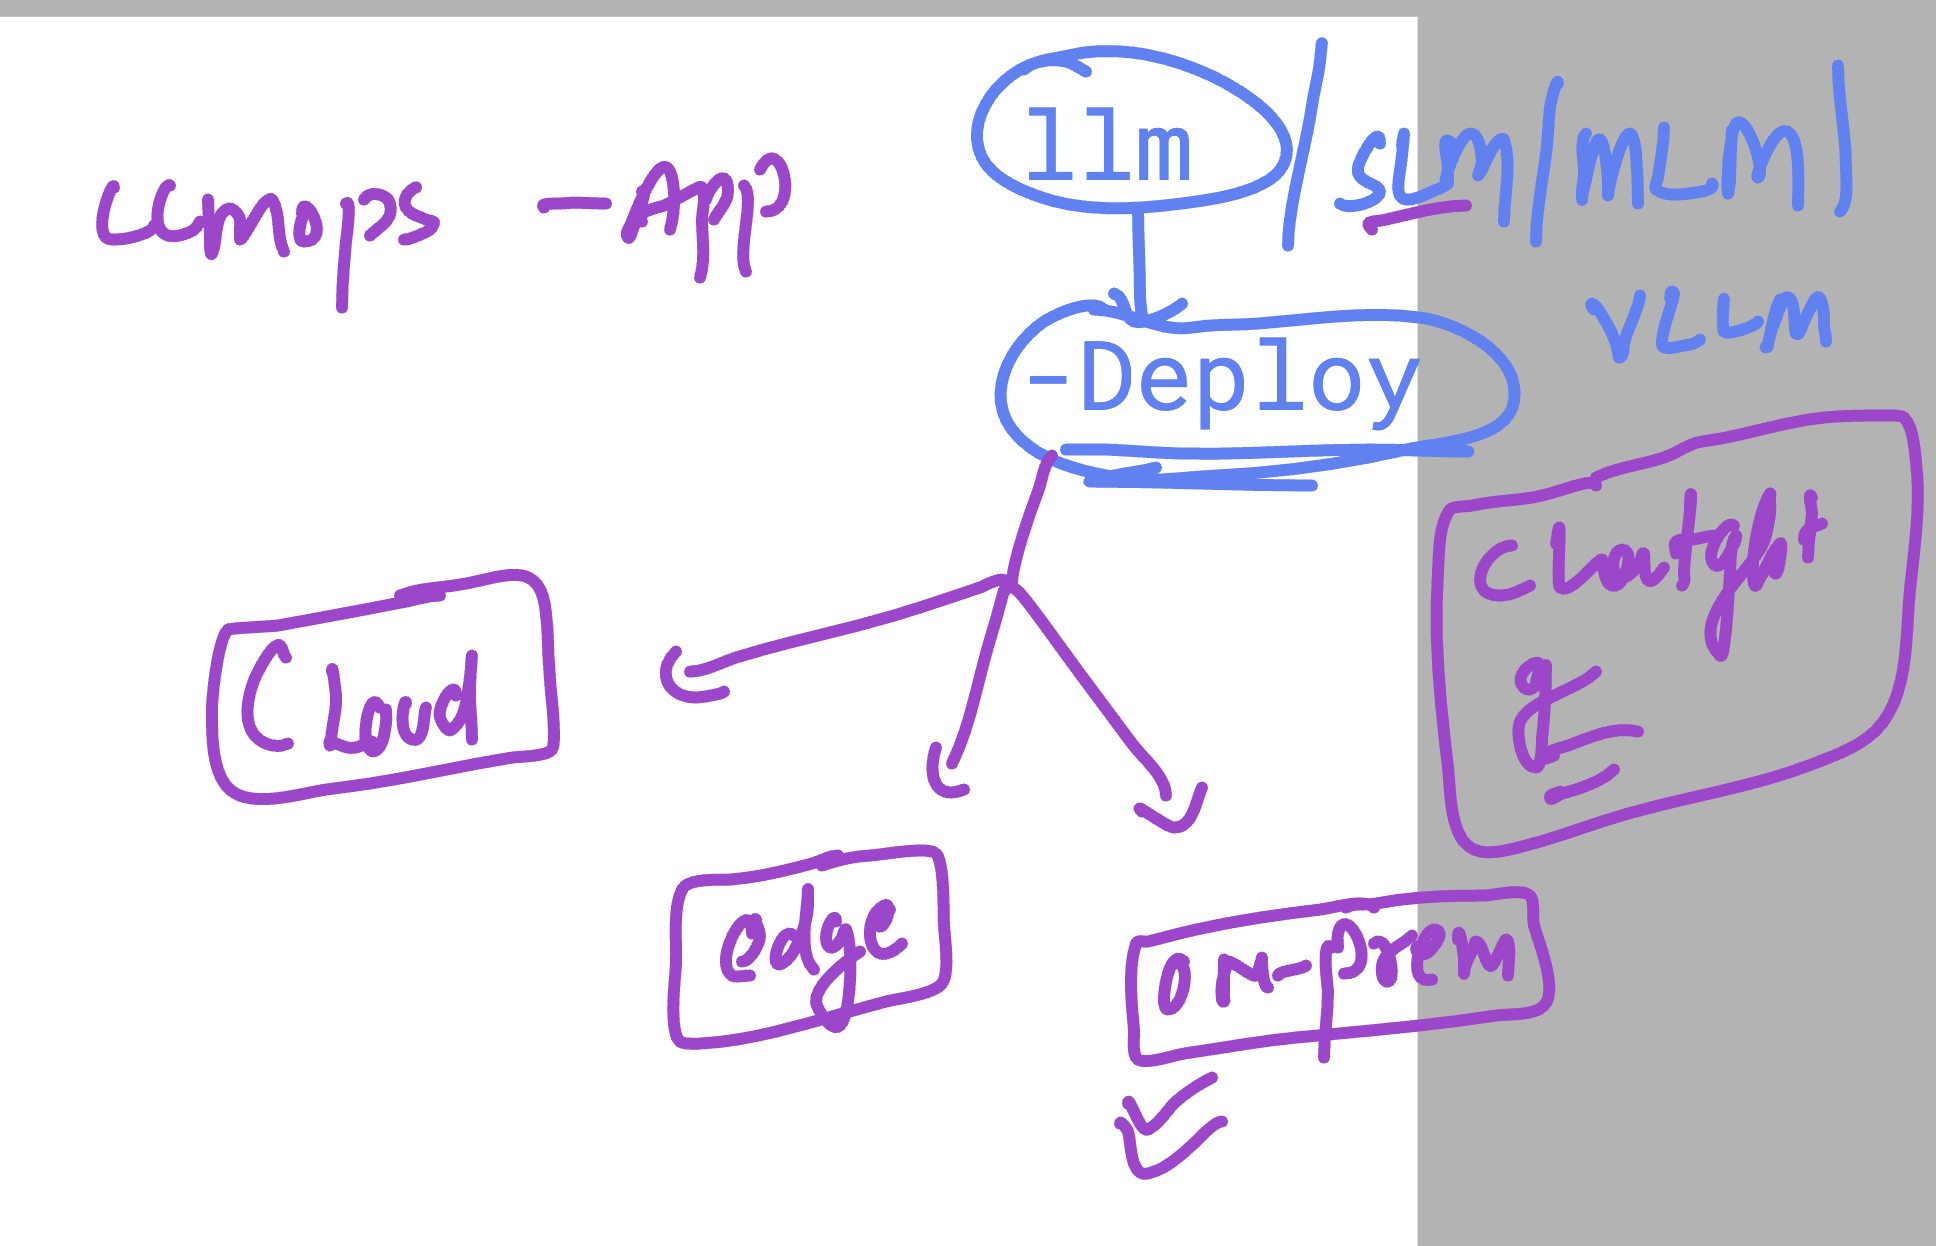 LLMOps - App
llm / SLM / MLM /
VLLM
-Deploy
Chatgpt
Cloud
edge
ON-prem